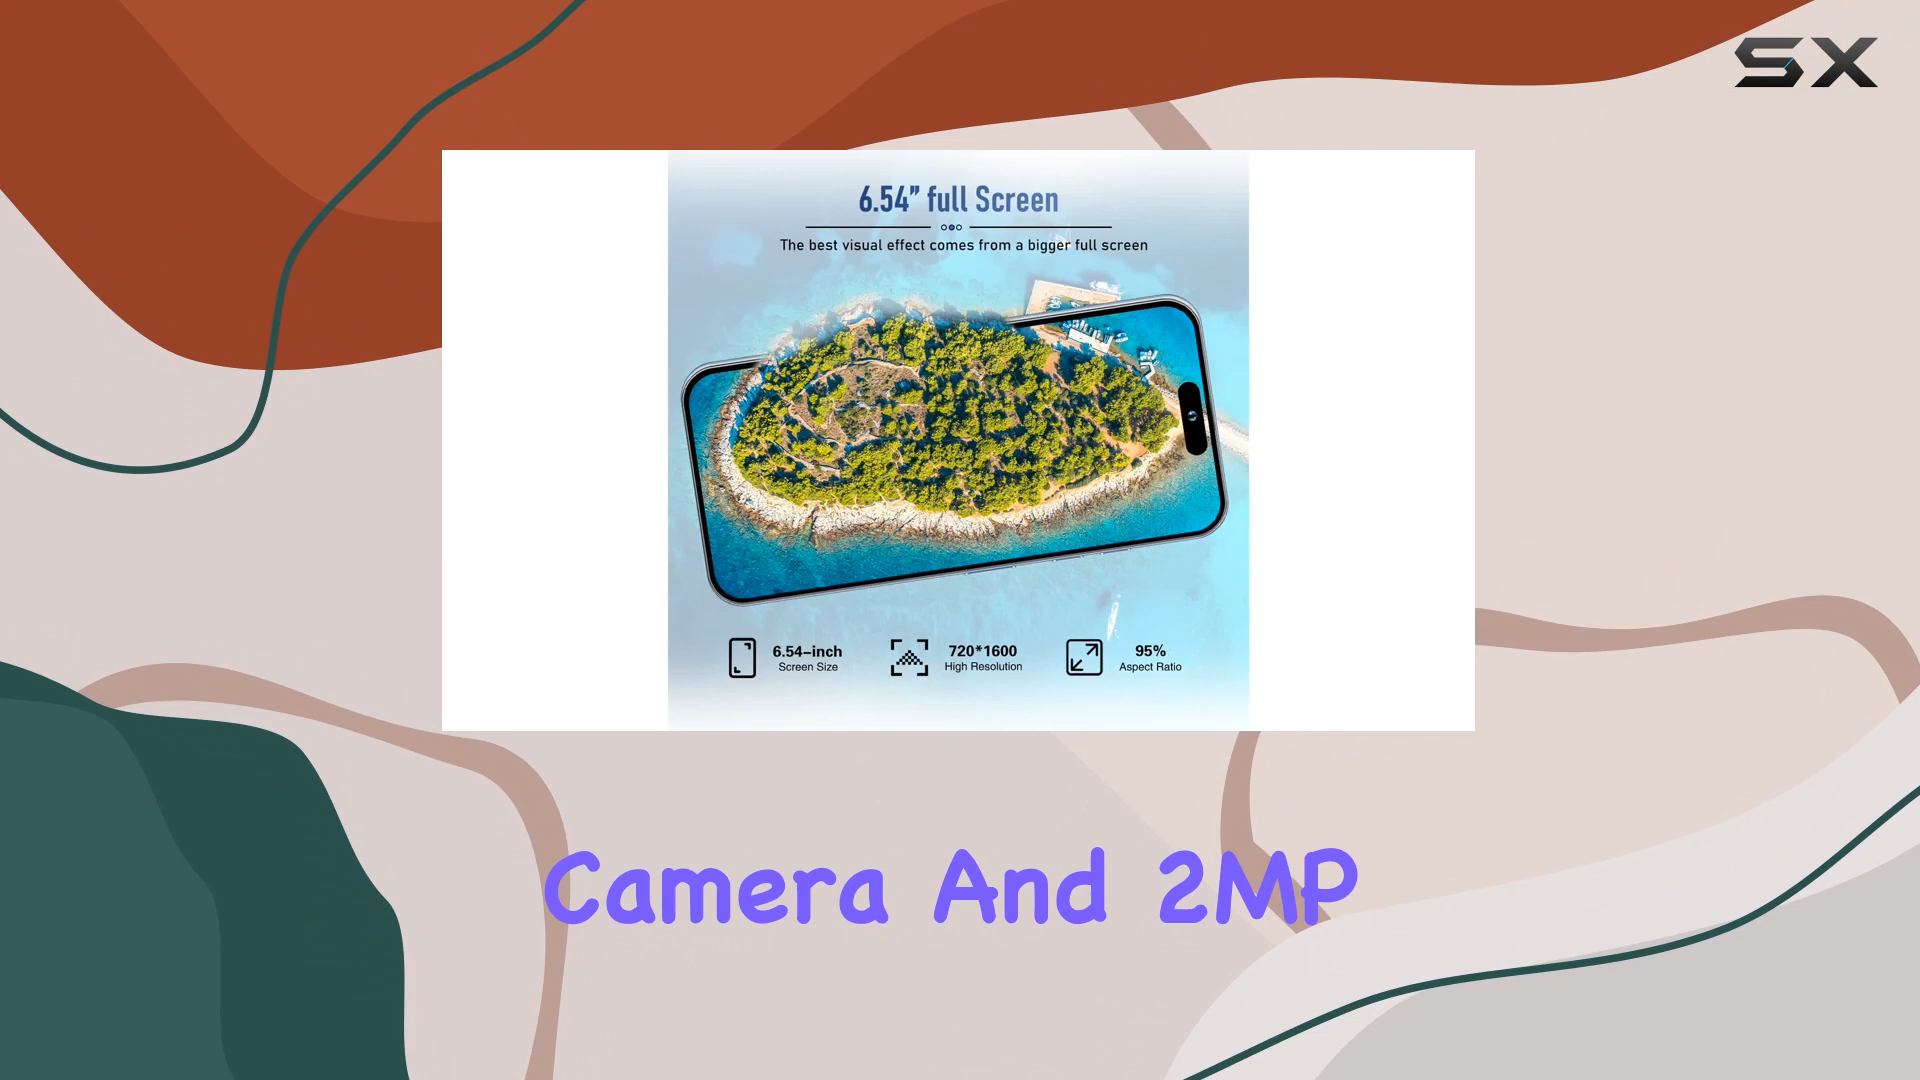 SX
6.54” full Screen
The best visual effect comes from a bigger full screen
6.54-inch
Screen Size
720*1600
High Resolution
95%
Aspect Ratio
Camera And 2MP